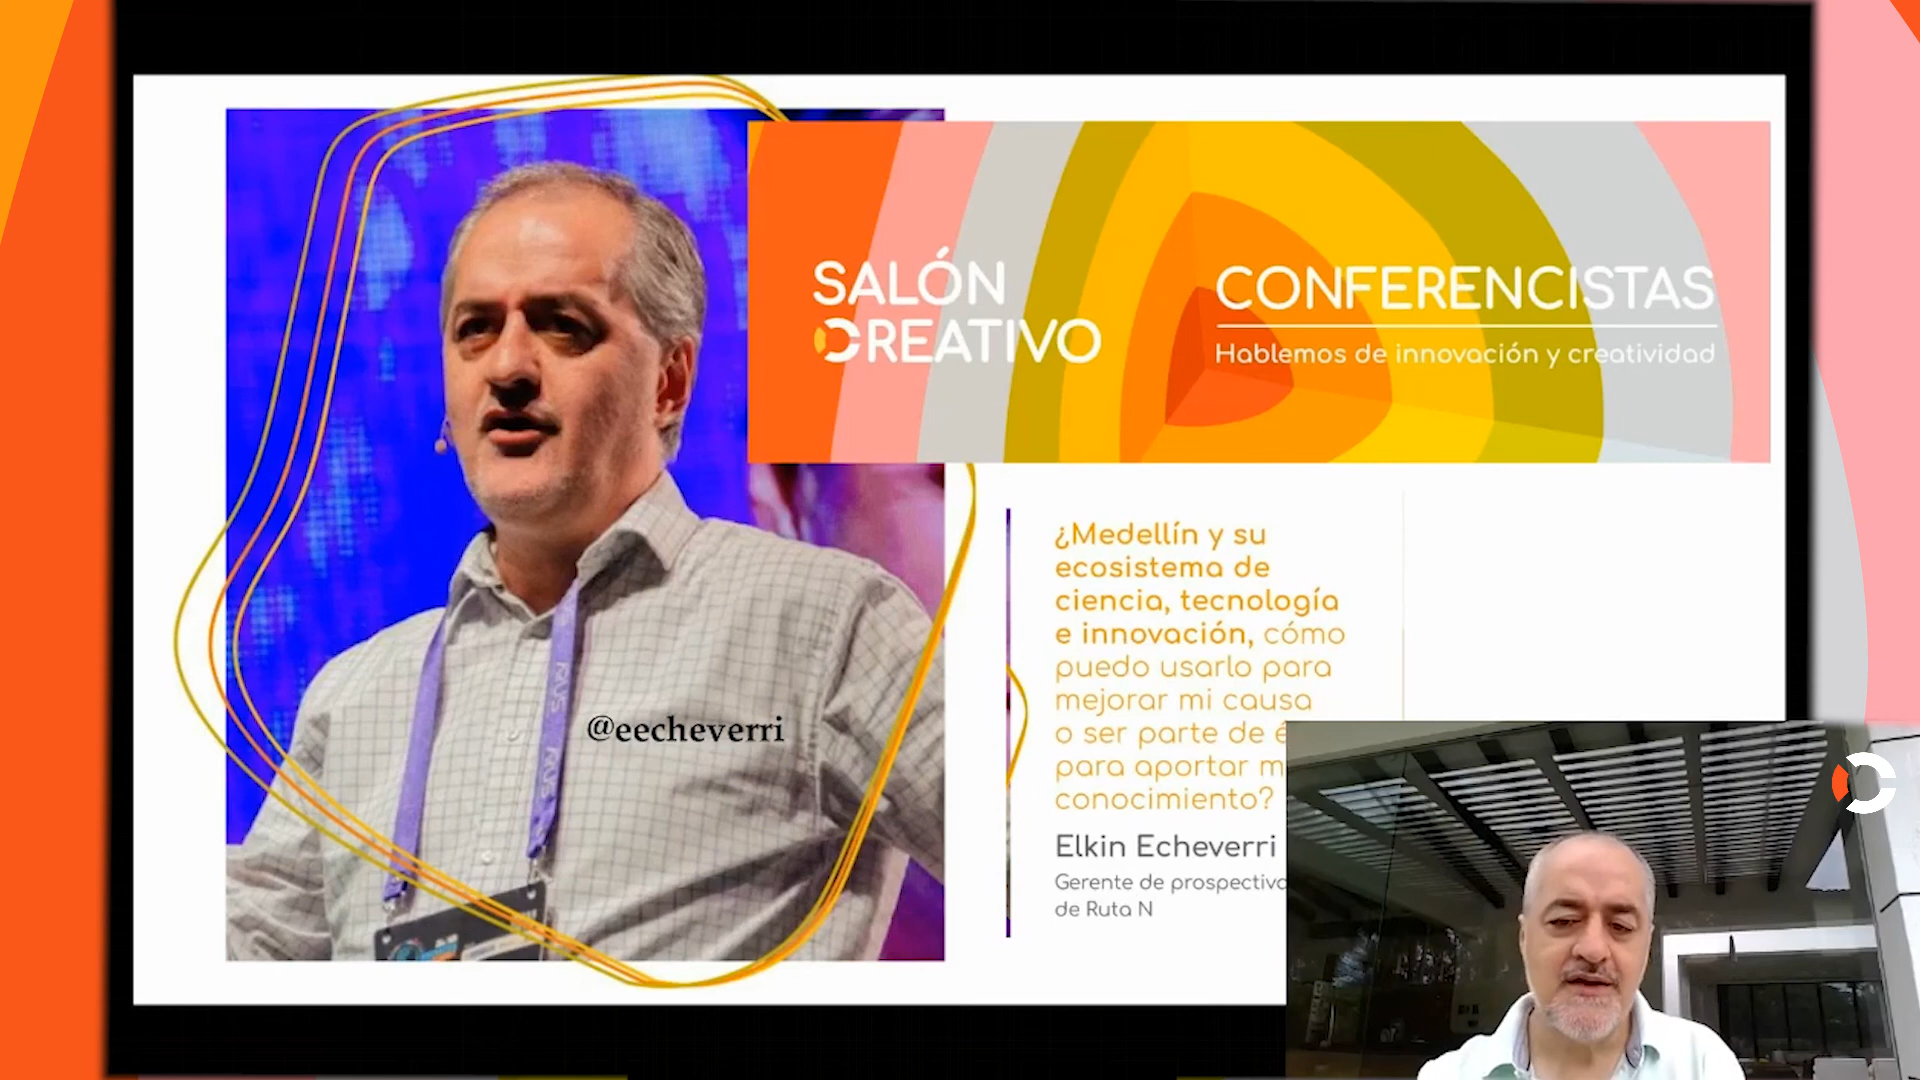 SALÓN
CREATIVO
CONFERENCISTAS
Hablemos de innovación y creatividad
¿Medellín y su
ecosistema de
ciencia, tecnología
e innovación, cómo
puedo usarlo para
mejorar mi causa
o ser parte de
para aportar
conocimiento?
Elkin Echeverri
Gerente de prospectiva
de Ruta N
@eecheverri